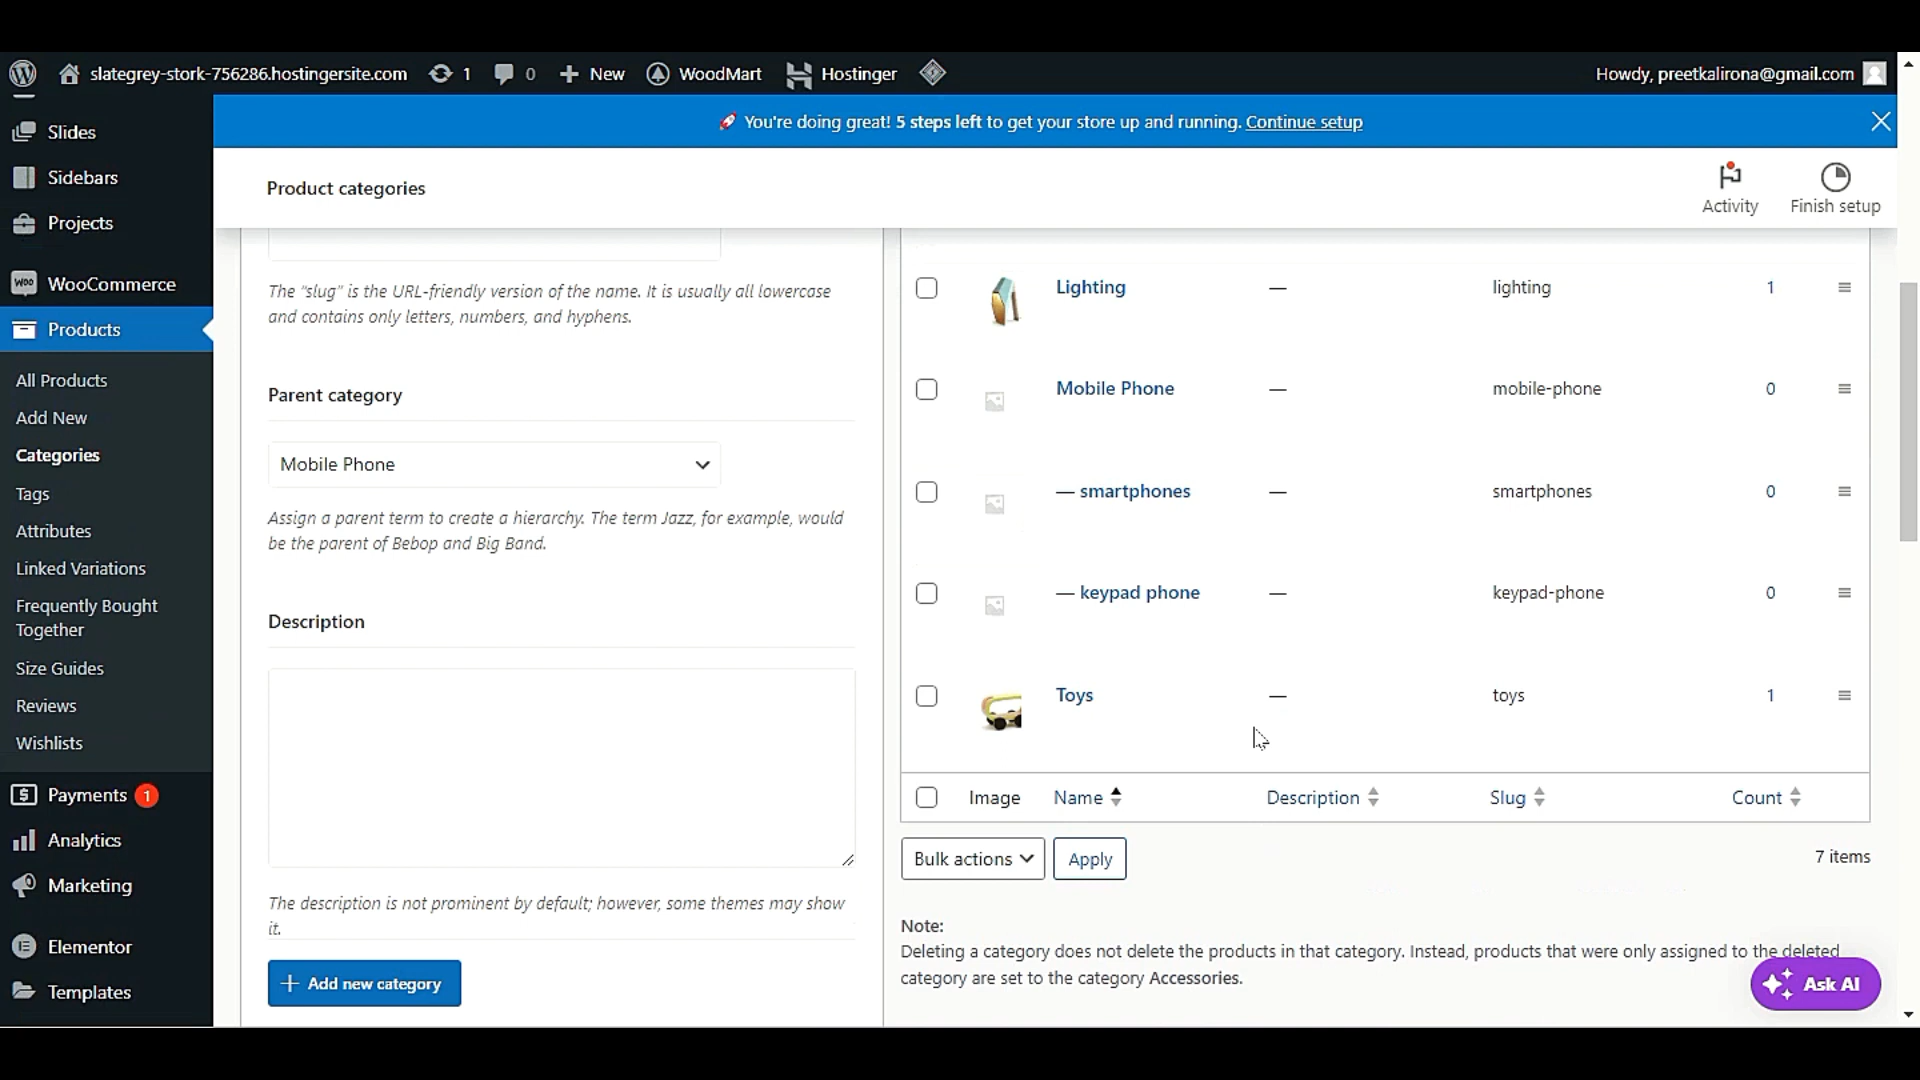 slategrey-stork-756286.hostingersite.com 1 0 New WoodMart Hostinger Howdy, preetkalirona@gmail.com
🚀 You're doing great! 5 steps left to get your store up and running. Continue setup
Product categories
Activity
Finish setup
Slides
Sidebars
Projects
WooCommerce
Products
All Products
Add New
Categories
Tags
Attributes
Linked Variations
Frequently Bought
Together
Size Guides
Reviews
Wishlists
Payments 1
Analytics
Marketing
Elementor
Templates
The “slug” is the URL-friendly version of the name. It is usually all lowercase
and contains only letters, numbers, and hyphens.
Parent category
Mobile Phone
Assign a parent term to create a hierarchy. The term Jazz, for example, would
be the parent of Bebop and Big Band.
Description
The description is not prominent by default; however, some themes may show
it.
+ Add new category
Lighting — lighting 1
Mobile Phone — mobile-phone 0
— smartphones — smartphones 0
— keypad phone — keypad-phone 0
Toys — toys 1
Image Name Description Slug Count
Bulk actions Apply 7 items
Note:
Deleting a category does not delete the products in that category. Instead, products that were only assigned to the deleted
category are set to the category Accessories.
Ask AI